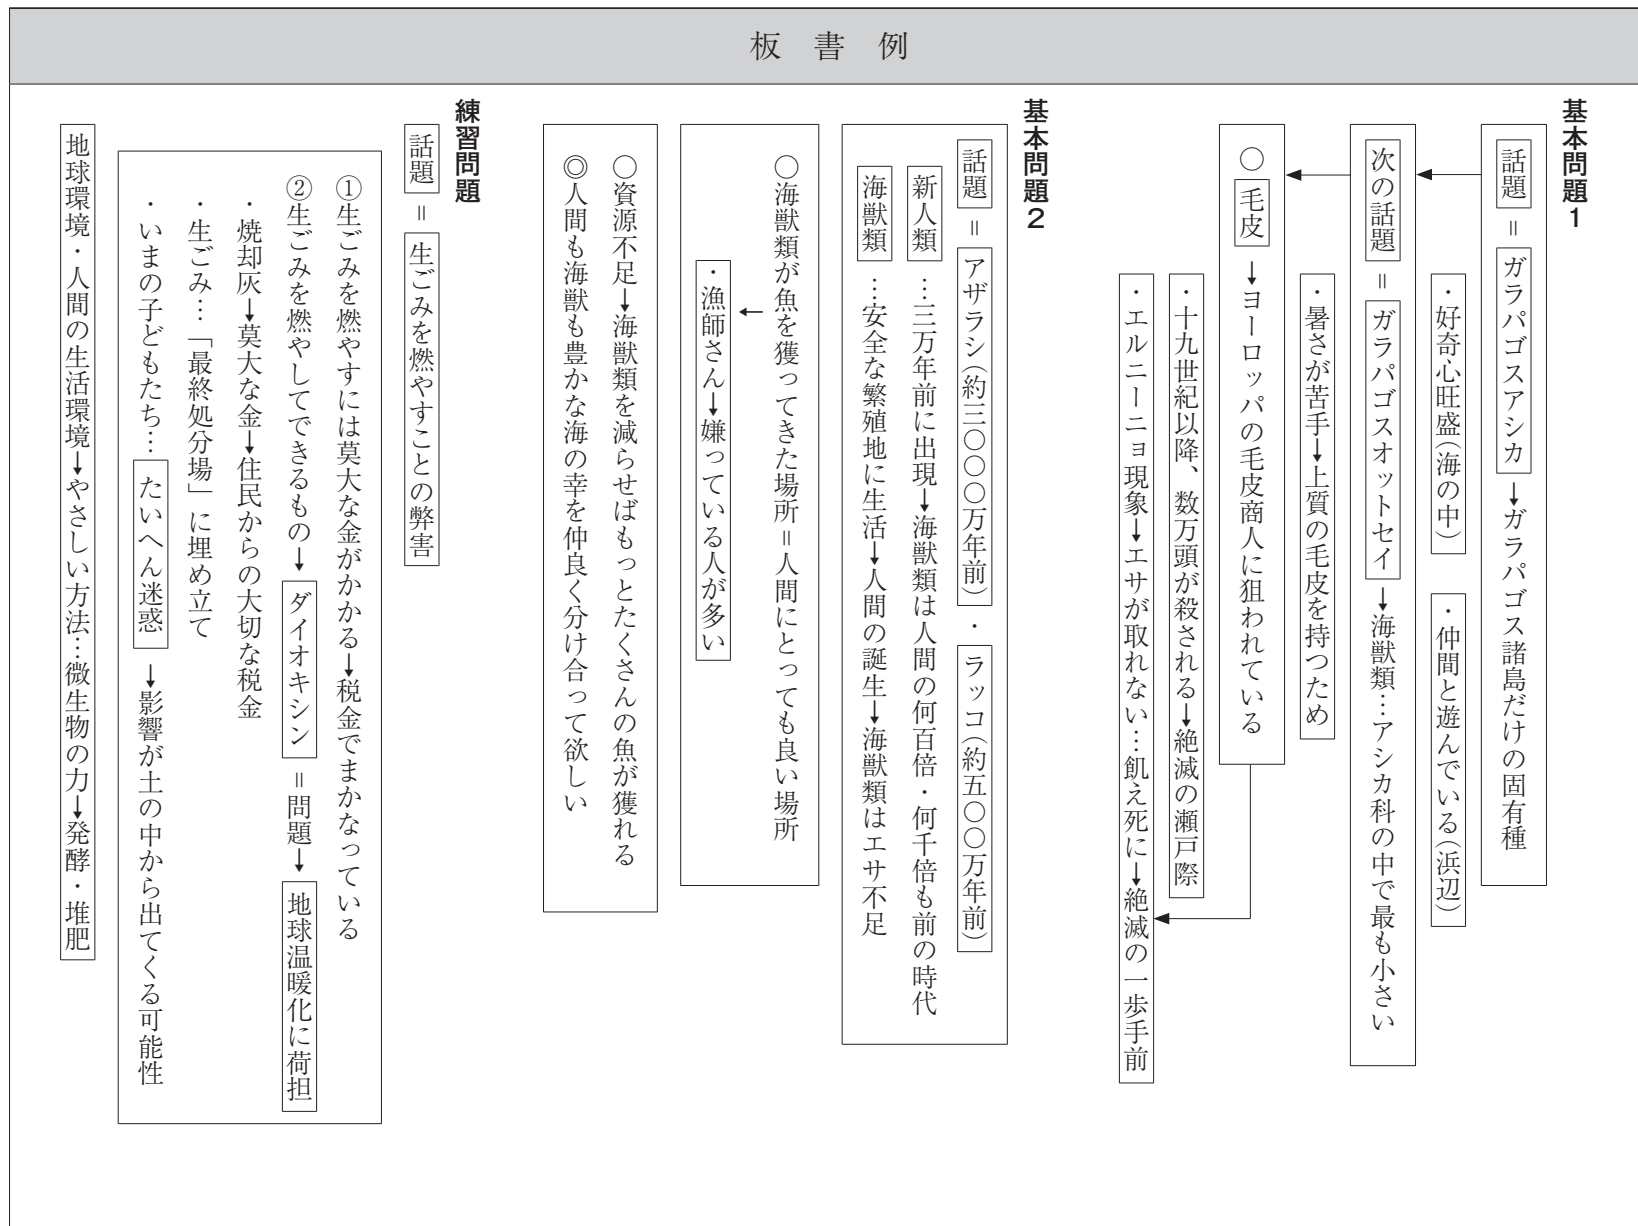 板書例
基本問題1
話題＝ガラパゴスアシカ→ガラパゴス諸島だけの固有種
・好奇心旺盛(海の中)　・仲間と遊んでいる(浜辺)
次の話題＝ガラパゴスオットセイ→海獣類…アシカ科の中で最も小さい
・暑さが苦手→上質の毛皮を持つため
○毛皮→ヨーロッパの毛皮商人に狙われている
・十九世紀以降、数万頭が殺される→絶滅の瀬戸際
・エルニーニョ現象→エサが取れない…飢え死に→絶滅の一歩手前
基本問題2
話題＝アザラシ(約三〇〇〇万年前)・ラッコ(約五〇〇万年前)
新人類…三万年前に出現→海獣類は人間の何百倍・何千倍も前の時代
海獣類…安全な繁殖地に生活→人間の誕生→海獣類はエサ不足
○海獣類が魚を獲ってきた場所＝人間にとっても良い場所
↓
・漁師さん→嫌っている人が多い
○資源不足→海獣類を減らせばもっとたくさんの魚が獲れる
◎人間も海獣も豊かな海の幸を仲良く分け合って欲しい
練習問題
話題＝生ごみを燃やすことの弊害
①生ごみを燃やすには莫大な金がかかる→税金でまかなっている
②生ごみを燃やしてできるもの→ダイオキシン＝問題→地球温暖化に荷担
・焼却灰→莫大な金→住民からの大切な税金
・生ごみ…「最終処分場」に埋め立て
・いまの子どもたち…たいへん迷惑→影響が土の中から出てくる可能性
地球環境・人間の生活環境→やさしい方法…微生物の力→発酵・堆肥